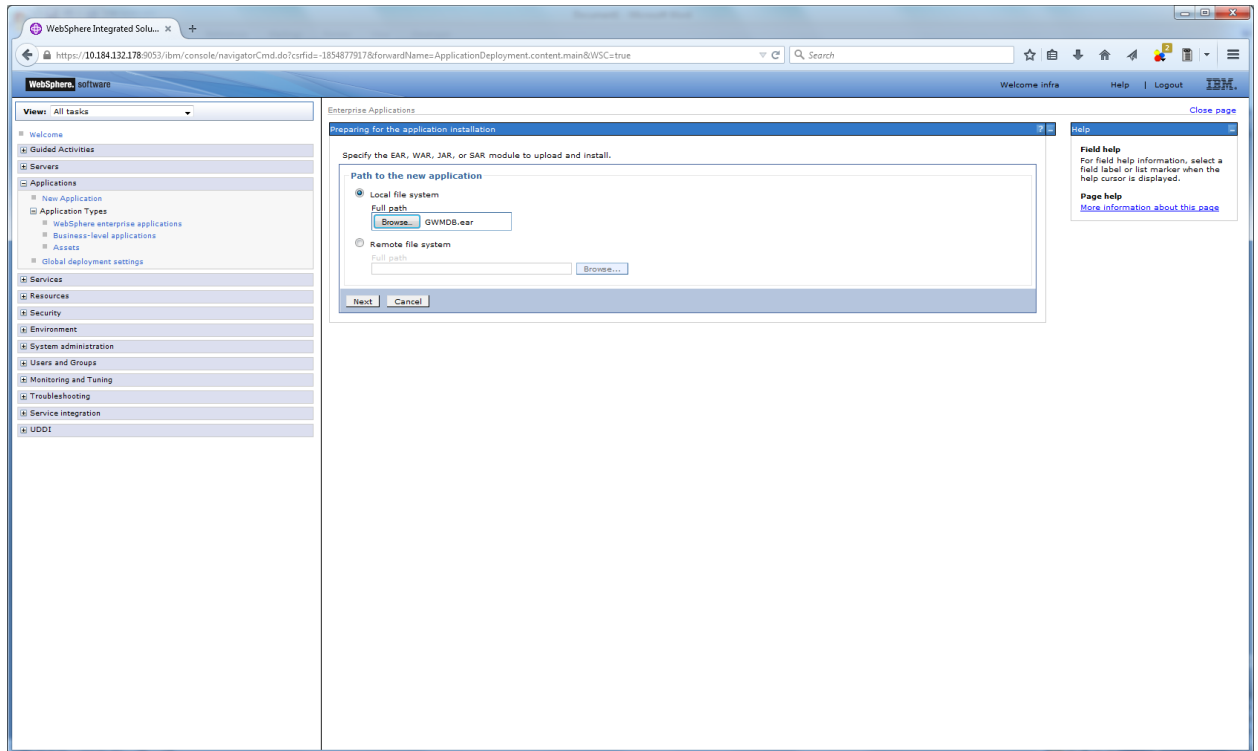 WebSphere Integrated Solu... × +
https://10.184.132.178:9053/ibm/console/navigatorCmd.do?csrfid=-1854877917&forwardName=ApplicationDeployment.content.main&WSC=true
Search
2
WebSphere. software
Welcome infra
Help | Logout
IBM.
View: All tasks
Welcome
Guided Activities
Servers
Applications
New Application
Application Types
WebSphere enterprise applications
Business-level applications
Assets
Global deployment settings
Services
Resources
Security
Environment
System administration
Users and Groups
Monitoring and Tuning
Troubleshooting
Service integration
UDDI
Enterprise Applications
Close page
Preparing for the application installation
Specify the EAR, WAR, JAR, or SAR module to upload and install.
Path to the new application
Local file system
Full path
Browse... GWMDB.ear
Remote file system
Full path
Browse...
Next Cancel
Help
Field help
For field help information, select a
field label or list marker when the
help cursor is displayed.
Page help
More information about this page